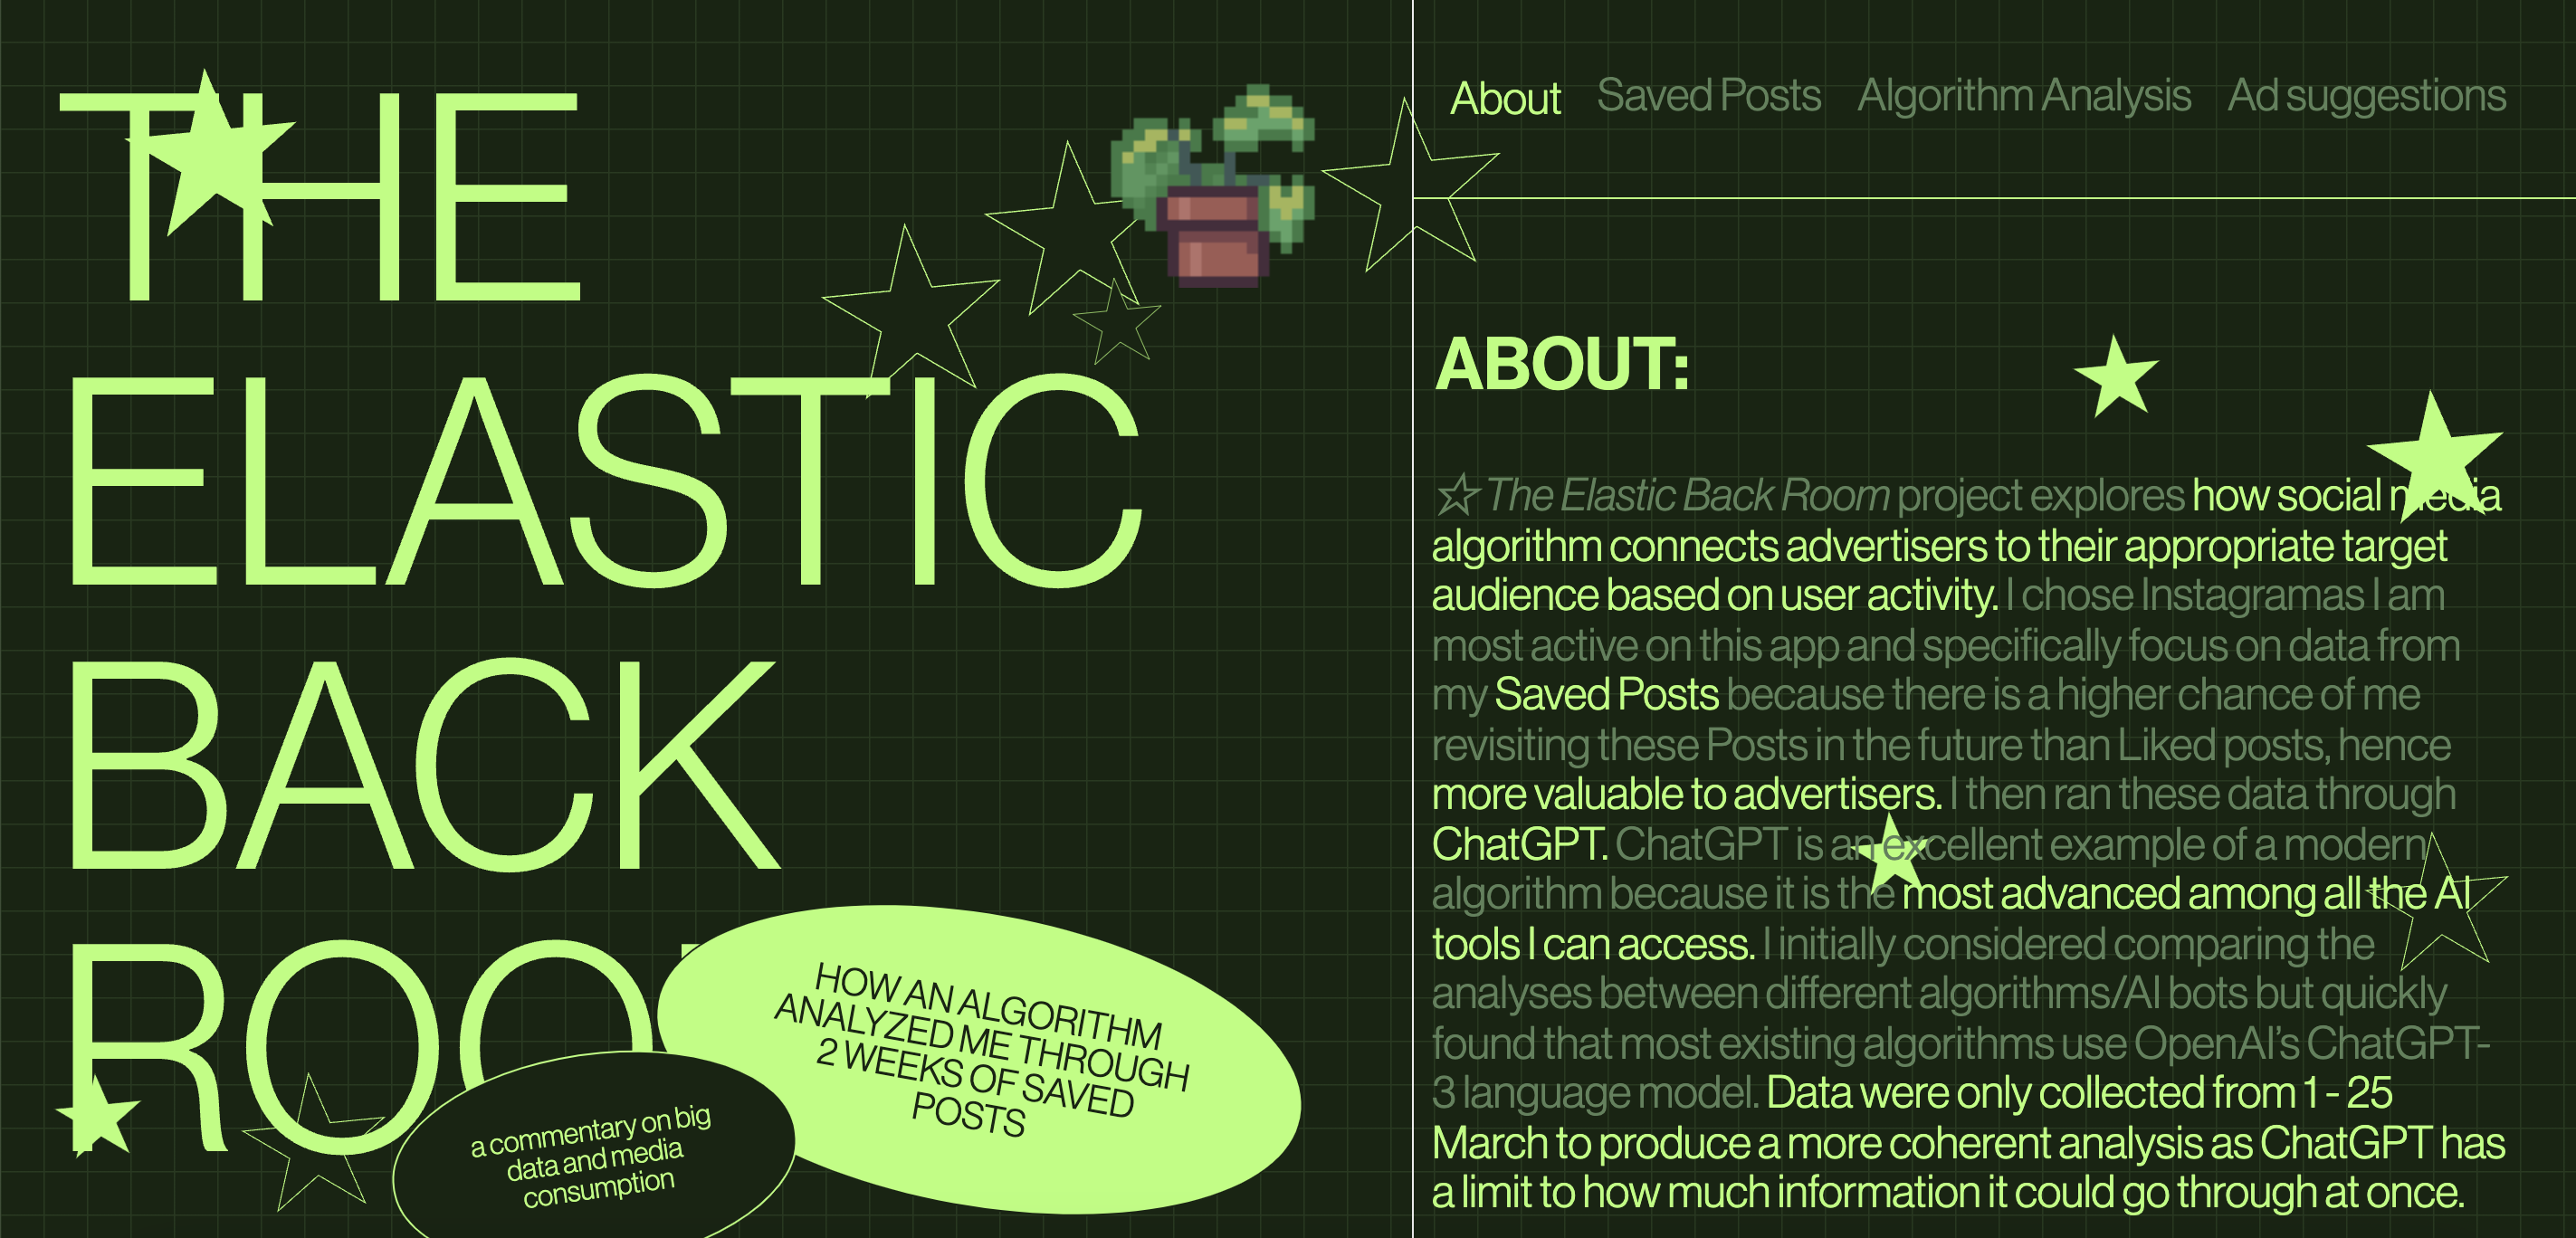 THE
ELASTIC
BACK
ROO
HOW AN ALGORITHM
ANALYZED ME THROUGH
2 WEEKS OF SAVED
POSTS
a commentary on big
data and media
consumption
About Saved Posts Algorithm Analysis Ad suggestions
ABOUT:
☆ The Elastic Back Room project explores how social media
algorithm connects advertisers to their appropriate target
audience based on user activity. I chose Instagramas I am
most active on this app and specifically focus on data from
my Saved Posts because there is a higher chance of me
revisiting these Posts in the future than Liked posts, hence
more valuable to advertisers. I then ran these data through
ChatGPT. ChatGPT is an excellent example of a modern
algorithm because it is the most advanced among all the AI
tools I can access. I initially considered comparing the
analyses between different algorithms/AI bots but quickly
found that most existing algorithms use OpenAI’s ChatGPT-
3 language model. Data were only collected from 1 - 25
March to produce a more coherent analysis as ChatGPT has
a limit to how much information it could go through at once.